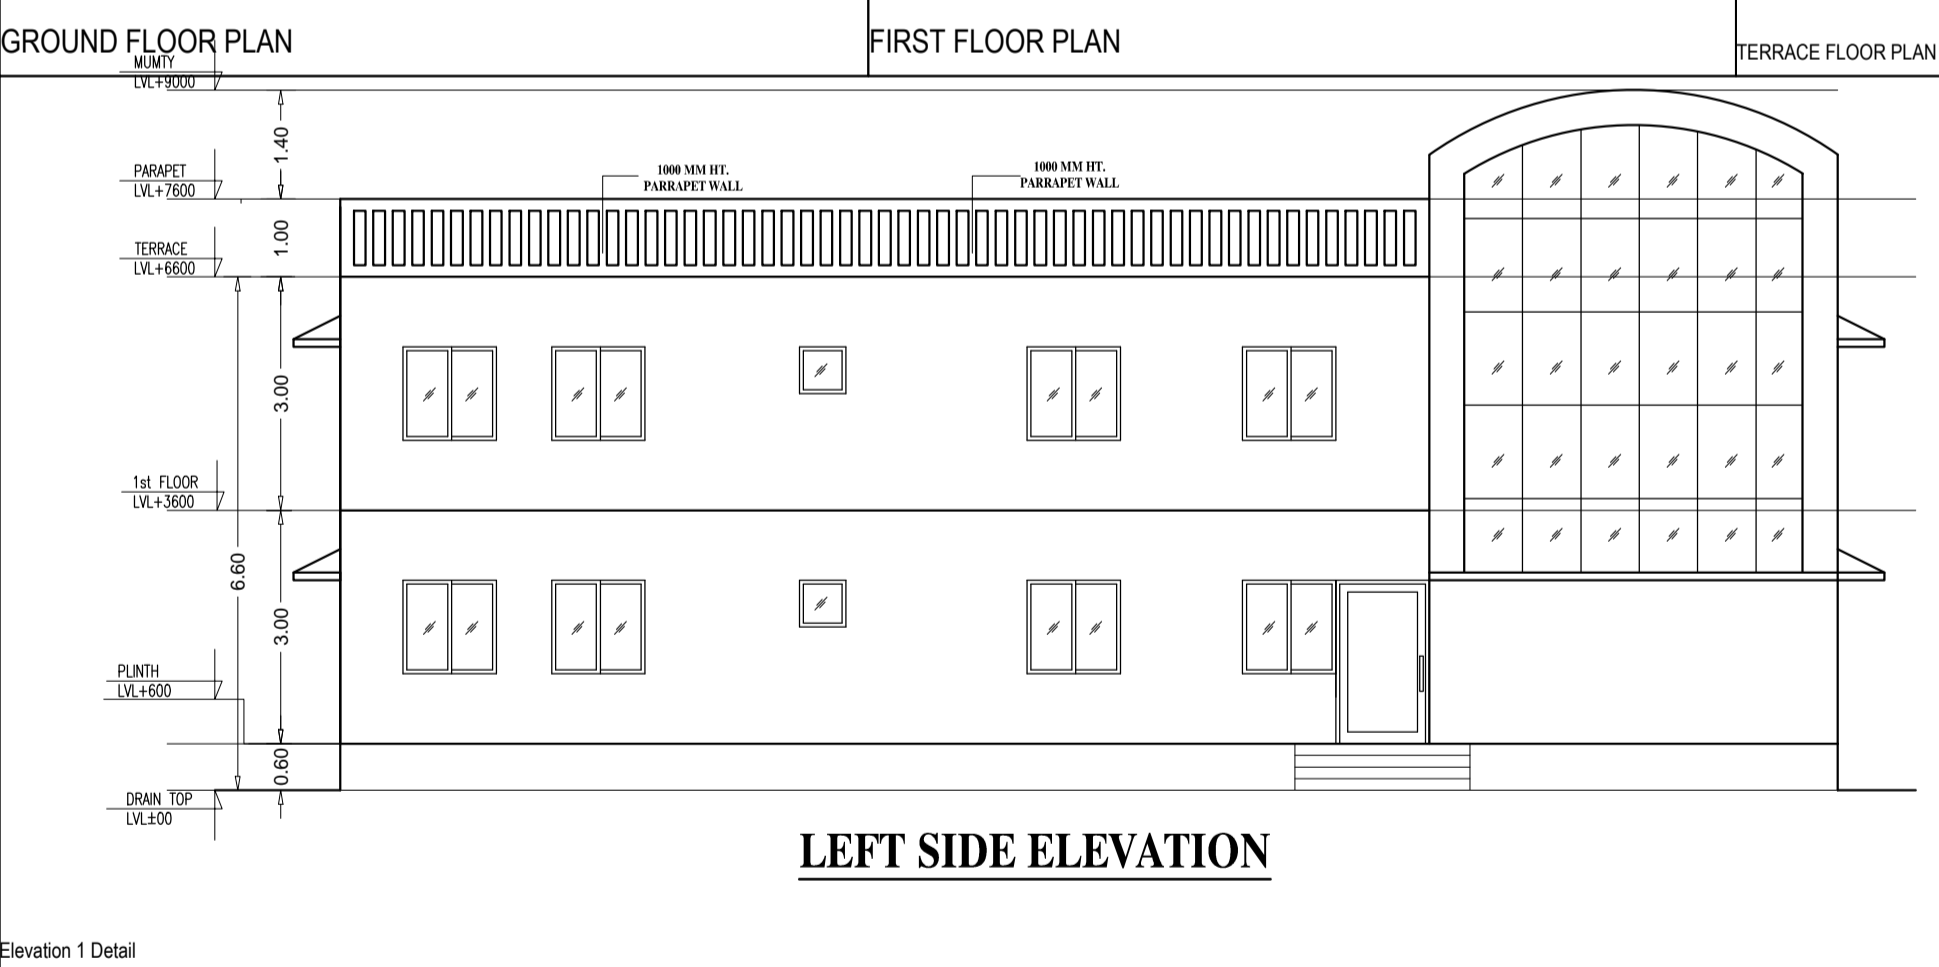 GROUND FLOOR PLAN
FIRST FLOOR PLAN
TERRACE FLOOR PLAN
MUMTY
LVL+9000
1.40
PARAPET
LVL+7600
1000 MM HT.
PARRAPET WALL
1000 MM HT.
PARRAPET WALL
1.00
TERRACE
LVL+6600
3.00
1st FLOOR
LVL+3600
6.60
3.00
PLINTH
LVL+600
0.60
DRAIN TOP
LVL±00
LEFT SIDE ELEVATION
Elevation 1 Detail